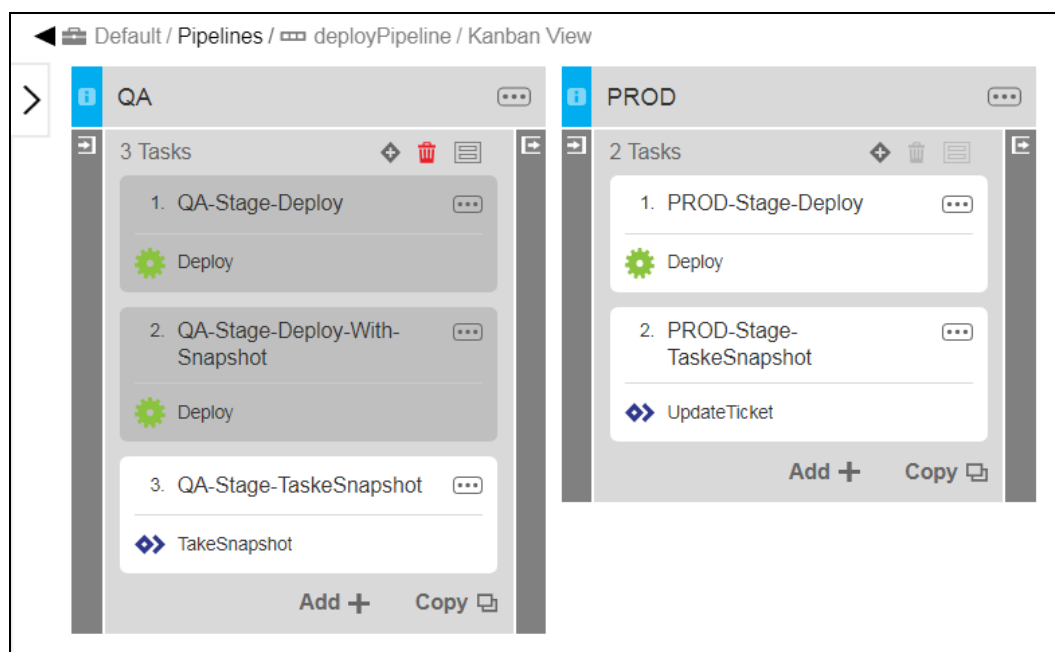 Default / Pipelines / deployPipeline / Kanban View
QA
3 Tasks
1. QA-Stage-Deploy
Deploy
2. QA-Stage-Deploy-With-
Snapshot
Deploy
3. QA-Stage-TaskeSnapshot
TakeSnapshot
Add
Copy
PROD
2 Tasks
1. PROD-Stage-Deploy
Deploy
2. PROD-Stage-
TaskeSnapshot
UpdateTicket
Add
Copy